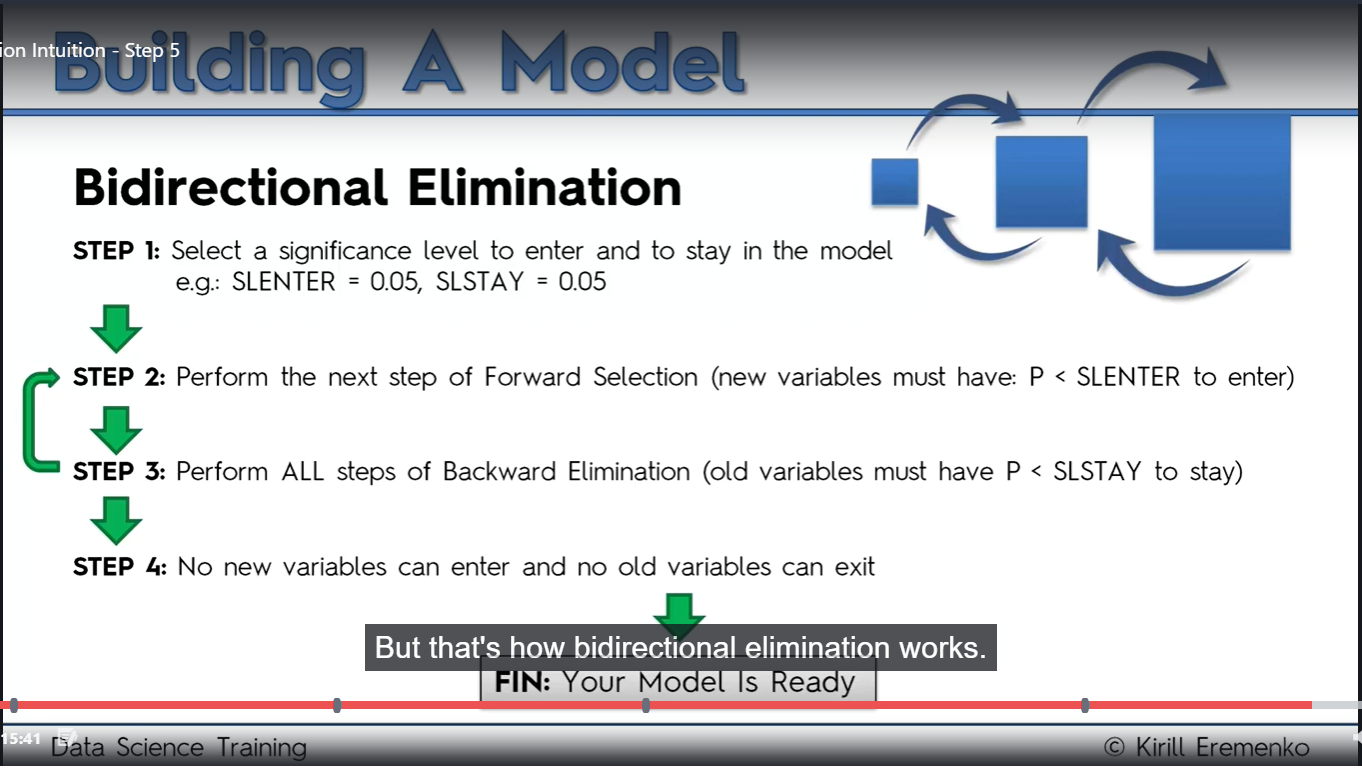 ion Intuition - Step 5
Building A Model
Bidirectional Elimination
STEP 1: Select a significance level to enter and to stay in the model
e.g.: SLENTER = 0.05, SLSTAY = 0.05
STEP 2: Perform the next step of Forward Selection (new variables must have: P < SLENTER to enter)
STEP 3: Perform ALL steps of Backward Elimination (old variables must have P < SLSTAY to stay)
STEP 4: No new variables can enter and no old variables can exit
But that's how bidirectional elimination works.
FIN: Your Model Is Ready
15:41
Data Science Training
© Kirill Eremenko